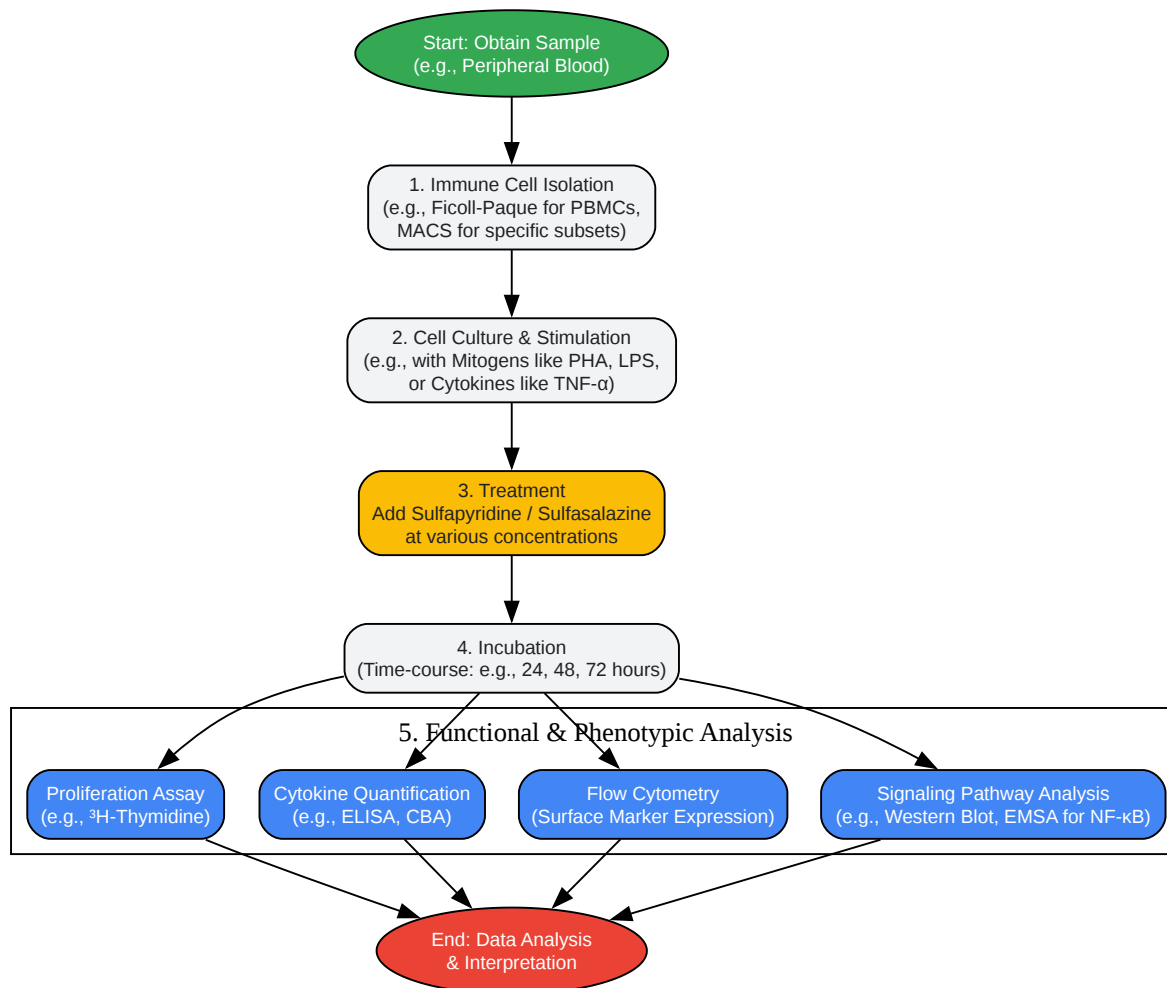 Start: Obtain Sample
(e.g., Peripheral Blood)
1. Immune Cell Isolation
(e.g., Ficoll-Paque for PBMCs,
MACS for specific subsets)
2. Cell Culture & Stimulation
(e.g., with Mitogens like PHA, LPS,
or Cytokines like TNF-α)
3. Treatment
Add Sulfapyridine / Sulfasalazine
at various concentrations
4. Incubation
(Time-course: e.g., 24, 48, 72 hours)
5. Functional & Phenotypic Analysis
Proliferation Assay
(e.g., ³H-Thymidine)
Cytokine Quantification
(e.g., ELISA, CBA)
Flow Cytometry
(Surface Marker Expression)
Signaling Pathway Analysis
(e.g., Western Blot, EMSA for NF-κB)
End: Data Analysis
& Interpretation